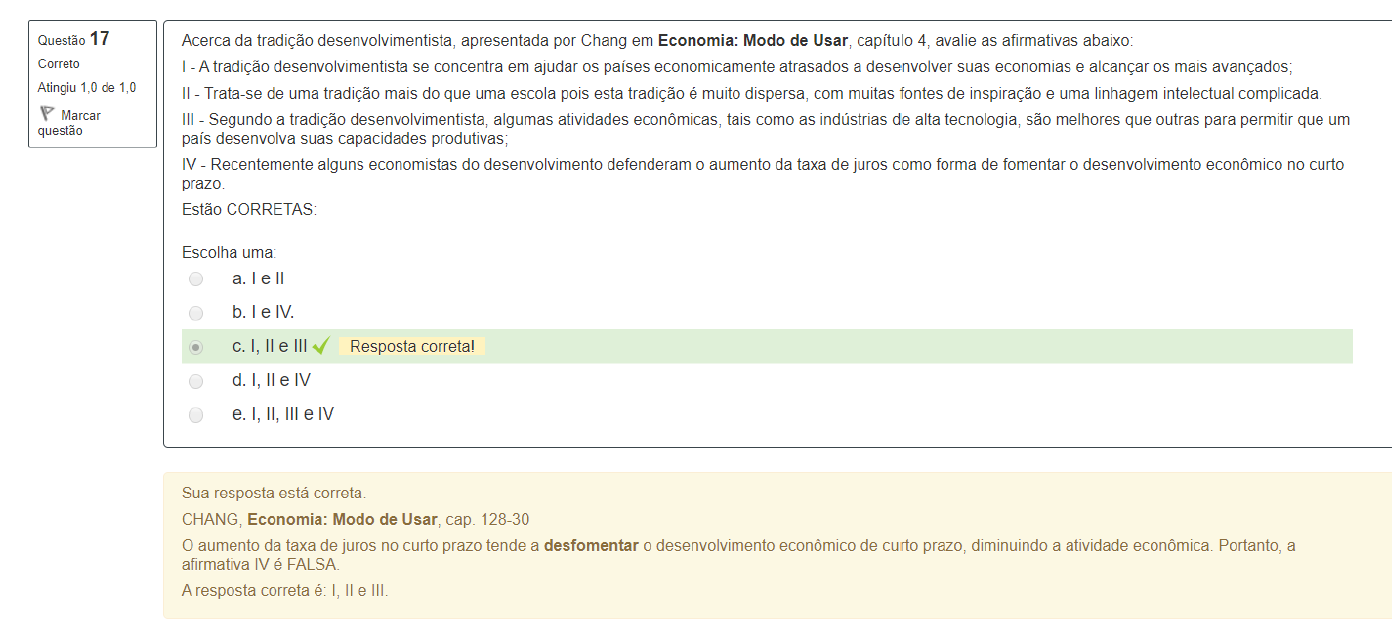 Questão 17
Correto
Atingiu 1,0 de 1,0
Marcar
questão
Acerca da tradição desenvolvimentista, apresentada por Chang em Economia: Modo de Usar, capítulo 4, avalie as afirmativas abaixo:
I - A tradição desenvolvimentista se concentra em ajudar os países economicamente atrasados a desenvolver suas economias e alcançar os mais avançados;
II - Trata-se de uma tradição mais do que uma escola pois esta tradição é muito dispersa, com muitas fontes de inspiração e uma linhagem intelectual complicada.
III - Segundo a tradição desenvolvimentista, algumas atividades econômicas, tais como as indústrias de alta tecnologia, são melhores que outras para permitir que um
país desenvolva suas capacidades produtivas;
IV - Recentemente alguns economistas do desenvolvimento defenderam o aumento da taxa de juros como forma de fomentar o desenvolvimento econômico no curto
prazo.
Estão CORRETAS:
Escolha uma:
a. I e II
b. I e IV.
c. I, II e III Resposta correta!
d. I, II e IV
e. I, II, III e IV
Sua resposta está correta.
CHANG, Economia: Modo de Usar, cap. 128-30
O aumento da taxa de juros no curto prazo tende a desfomentar o desenvolvimento econômico de curto prazo, diminuindo a atividade econômica. Portanto, a
afirmativa IV é FALSA.
A resposta correta é: I, II e III.